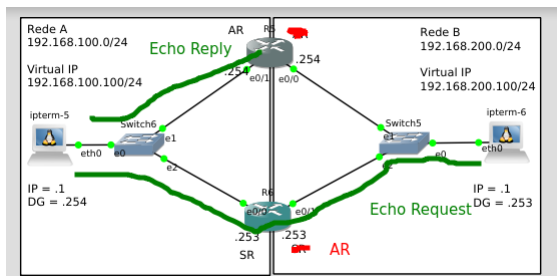 Rede A
192.168.100.0/24
Virtual IP
192.168.100.100/24
AR
R5
Echo Reply
.254
.254
e0/1
e0/0
Rede B
192.168.200.0/24
Virtual IP
192.168.200.100/24
ipterm-5
Switch6
e1
eth0
e0
e2
IP = .1
DG = .254
Switch5
ipterm-6
e1
e0
eth0
IP = .1
DG = .253
R6
e0/0
e0/1
.253
.253
SR
AR
Echo Request